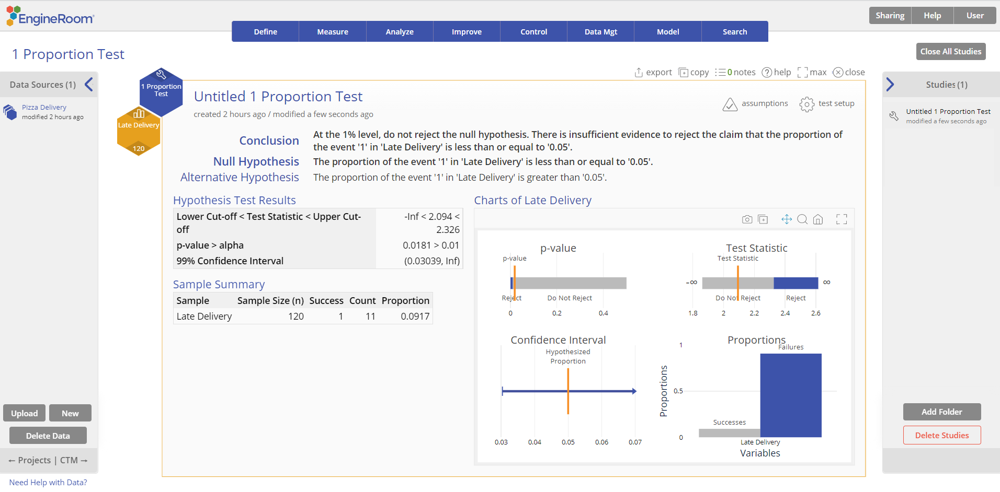 EngineRoom®
Sharing
Help
User
Define
Measure
Analyze
Improve
Control
Data Mgt
Model
Search
1 Proportion Test
Close All Studies
export
copy
0 notes
help
max
close
Data Sources (1)
Pizza Delivery
modified 2 hours ago
1 Proportion
Test
Late Delivery
120
Untitled 1 Proportion Test
created 2 hours ago / modified a few seconds ago
assumptions
test setup
Conclusion
At the 1% level, do not reject the null hypothesis. There is insufficient evidence to reject the claim that the proportion of
the event '1' in 'Late Delivery' is less than or equal to '0.05'.
Null Hypothesis
The proportion of the event '1' in 'Late Delivery' is less than or equal to '0.05'.
Alternative Hypothesis
The proportion of the event '1' in 'Late Delivery' is greater than '0.05'.
Hypothesis Test Results
Lower Cut-off < Test Statistic < Upper Cut-
off
-Inf < 2.094 <
2.326
p-value > alpha
0.0181 > 0.01
99% Confidence Interval
(0.03039, Inf)
Sample Summary
Sample Sample Size (n) Success Count Proportion
Late Delivery 120 1 11 0.0917
Charts of Late Delivery
p-value
p-value
Reject
Do Not Reject
0 0.2 0.4
Test Statistic
Test Statistic
-∞
∞
Do Not Reject
Reject
1.8 2 2.2 2.4 2.6
Confidence Interval
Hypothesized
Proportion
0.03 0.04 0.05 0.06 0.07
Proportions
Failures
1
0.5
0
Proportions
Successes
Late Delivery
Variables
Studies (1)
Untitled 1 Proportion Test
modified a few seconds ago
Upload
New
Delete Data
← Projects | CTM →
Need Help with Data?
Add Folder
Delete Studies